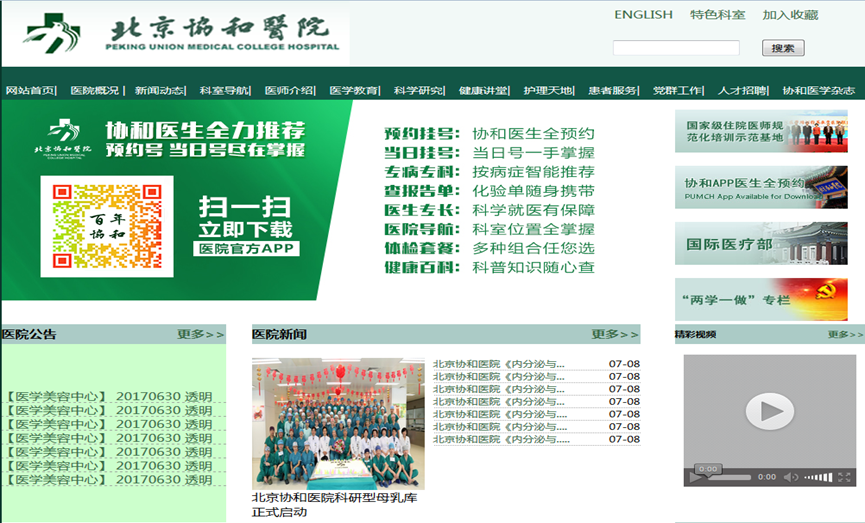 北京協和醫院
PEKING UNION MEDICAL COLLEGE HOSPITAL
ENGLISH 特色科室 加入收藏
搜索
网站首页| 医院概况| 新闻动态| 科室导航| 医师介绍| 医学教育| 科学研究| 健康讲堂| 护理天地| 患者服务| 党群工作| 人才招聘| 协和医学杂志
北京協和醫院
协和医生全力推荐
预约号 当日号尽在掌握
百年
协和
扫一扫
立即下载
医院官方APP
预约挂号： 协和医生全预约
当日挂号： 当日号一手掌握
专病专科： 按病症智能推荐
查报告单： 化验单随身携带
医生专长： 科学就医有保障
医院导航： 科室位置全掌握
体检套餐： 多种组合任您选
健康百科： 科普知识随心查
国家级住院医师规
范化培训示范基地
协和APP医生全预约
PUMCH App Available for Download
国际医疗部
“两学一做”专栏
医院公告 更多>>
【医学美容中心】 20170630 透明
【医学美容中心】 20170630 透明
【医学美容中心】 20170630 透明
【医学美容中心】 20170630 透明
【医学美容中心】 20170630 透明
【医学美容中心】 20170630 透明
【医学美容中心】 20170630 透明
医院新闻 更多>>
北京协和医院科研型母乳库
正式启动
北京协和医院《内分泌与... 07-08
北京协和医院《内分泌与... 07-08
北京协和医院《内分泌与... 07-08
北京协和医院《内分泌与.... 07-08
北京协和医院《内分泌与.... 07-08
北京协和医院《内分泌与.... 07-08
北京协和医院《内分泌与..... 07-08
精彩视频 更多>>
0:00
0:00